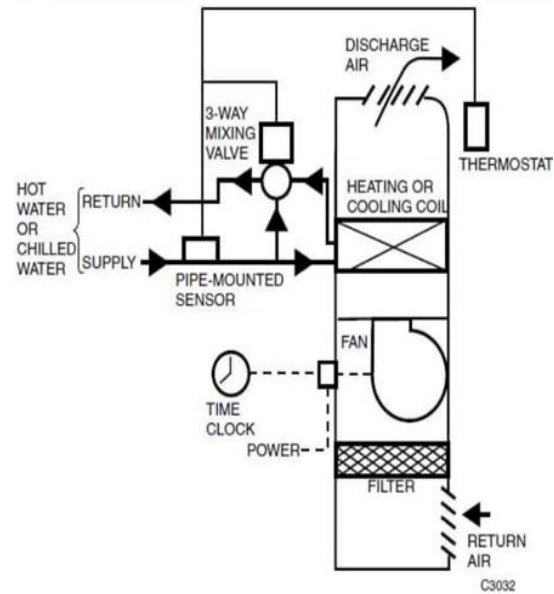 DISCHARGE
AIR
3-WAY
MIXING
VALVE
THERMOSTAT
HOT
WATER
OR
CHILLED
WATER
RETURN
SUPPLY
HEATING OR
COOLING COIL
PIPE-MOUNTED
SENSOR
FAN
TIME
CLOCK
POWER
FILTER
RETURN
AIR
C3032